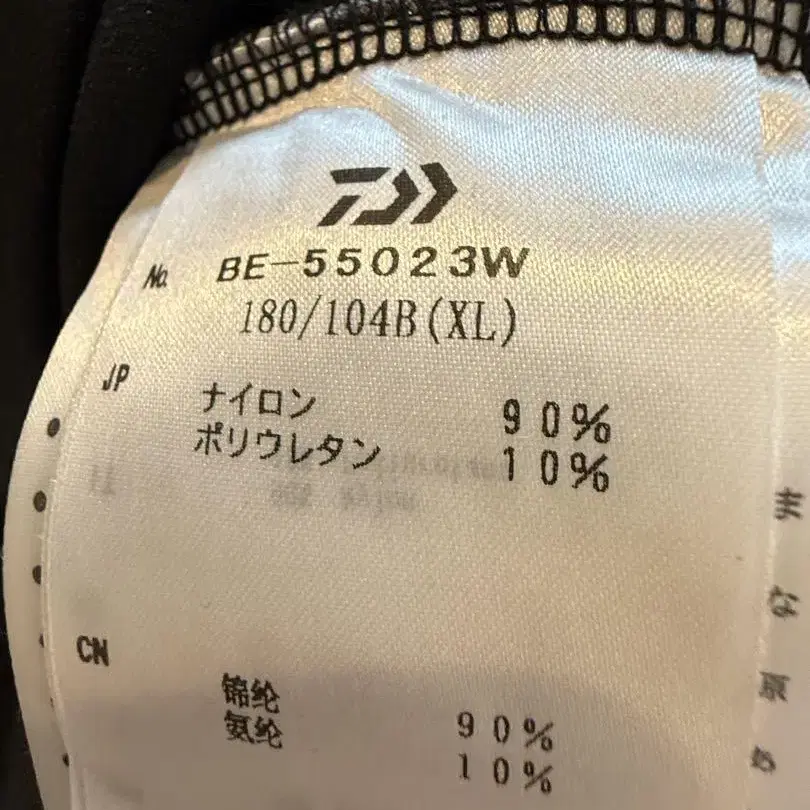 No. BE-55023W
180/104B(XL)
JP
ナイロン 90%
ポリウレタン 10%
CN
锦纶 90%
氨纶 10%